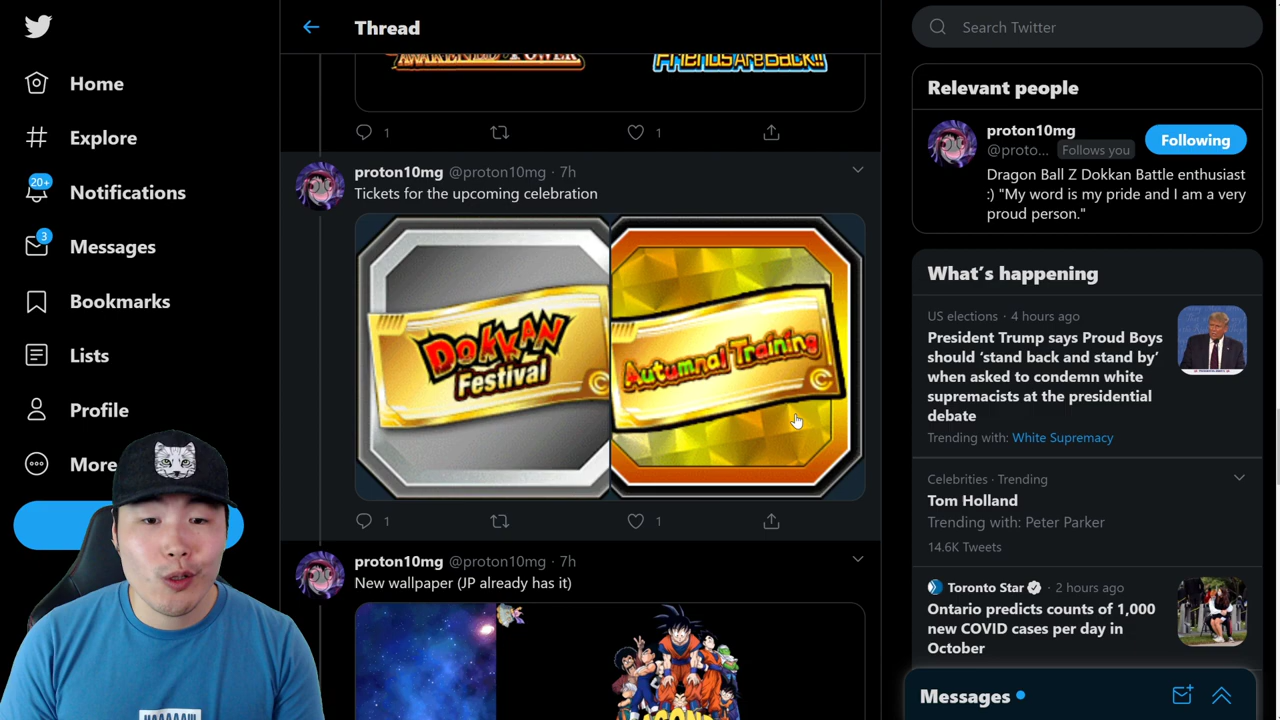 Home
Explore
20+
Notifications
3
Messages
Bookmarks
Lists
Profile
More
Thread
Friends Are Back!!
1
1
proton10mg @proton10mg · 7h
Tickets for the upcoming celebration
DOKKAN
Festival
Autumnal Training
1
1
proton10mg @proton10mg · 7h
New wallpaper (JP already has it)
Search Twitter
Relevant people
proton10mg
@proto... Follows you
Following
Dragon Ball Z Dokkan Battle enthusiast
:) "My word is my pride and I am a very
proud person."
What's happening
US elections · 4 hours ago
President Trump says Proud Boys
should 'stand back and stand by'
when asked to condemn white
supremacists at the presidential
debate
Trending with: White Supremacy
Celebrities · Trending
Tom Holland
Trending with: Peter Parker
14.6K Tweets
Toronto Star · 2 hours ago
Ontario predicts counts of 1,000
new COVID cases per day in
October
Messages